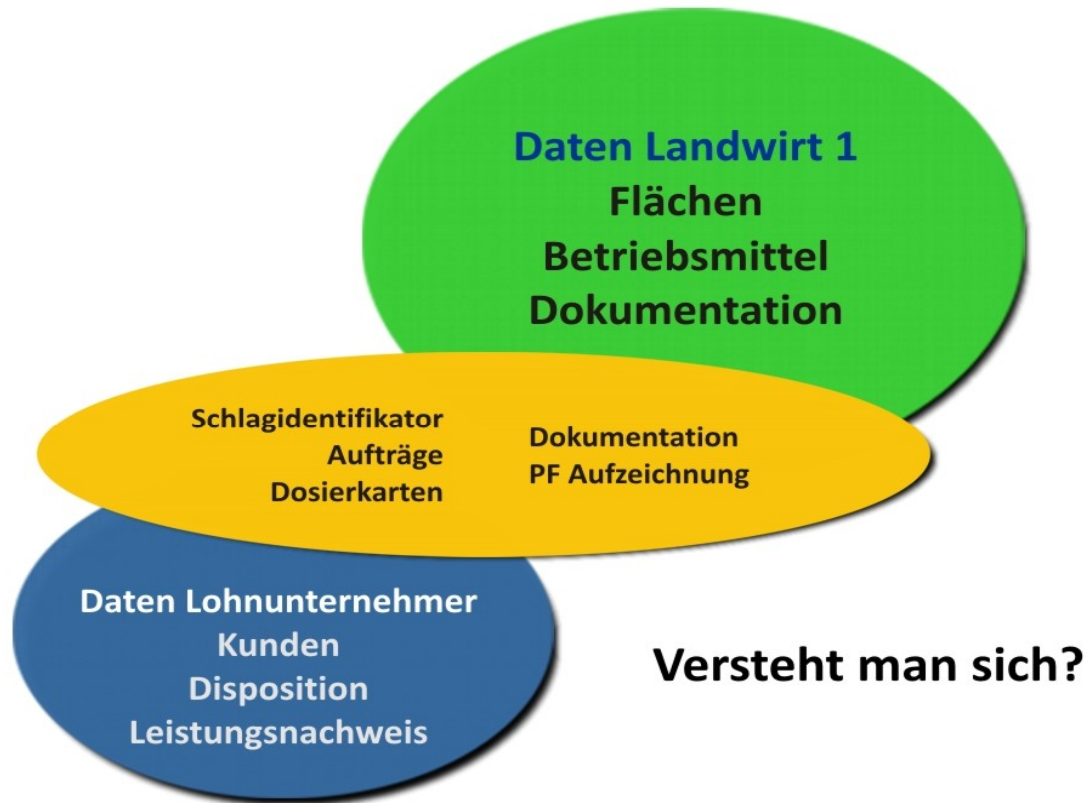 Daten Landwirt 1
Flächen
Betriebsmittel
Dokumentation
Schlagidentifikator
Aufträge
Dosierkarten
Dokumentation
PF Aufzeichnung
Daten Lohnunternehmer
Kunden
Disposition
Leistungsnachweis
Versteht man sich?